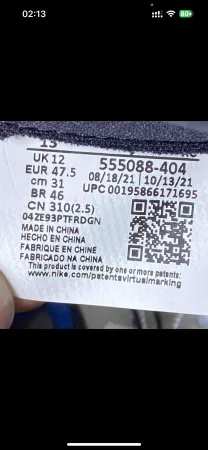 02:13
80
13
UK 12
555088-404
EUR 47.5
08/18/21 | 10/13/21
cm 31
UPC 00195866171695
BR 46
CN 310(2.5)
04ZE93PTFRDGN
MADE IN CHINA
HECHO EN CHINA
FABRIQUE EN CHINE
FABRICADO NA CHINA
This product is covered by one or more patents:
www.nike.com/patentsvirtualmarking